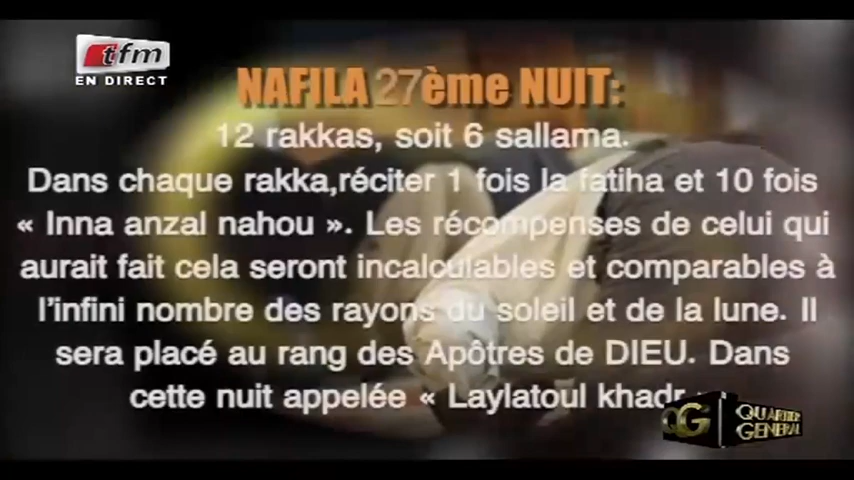 tfm
EN DIRECT
NAFILA 27ème NUIT:
12 rakkas, soit 6 sallama.
Dans chaque rakka,réciter 1 fois la fatiha et 10 fois
« Inna anzal nahou ». Les récompenses de celui qui
aurait fait cela seront incalculables et comparables à
l'infini nombre des rayons du soleil et de la lune. Il
sera placé au rang des Apôtres de DIEU. Dans
cette nuit appelée « Laylatoul khadr
QG QUARTIER
GENERAL